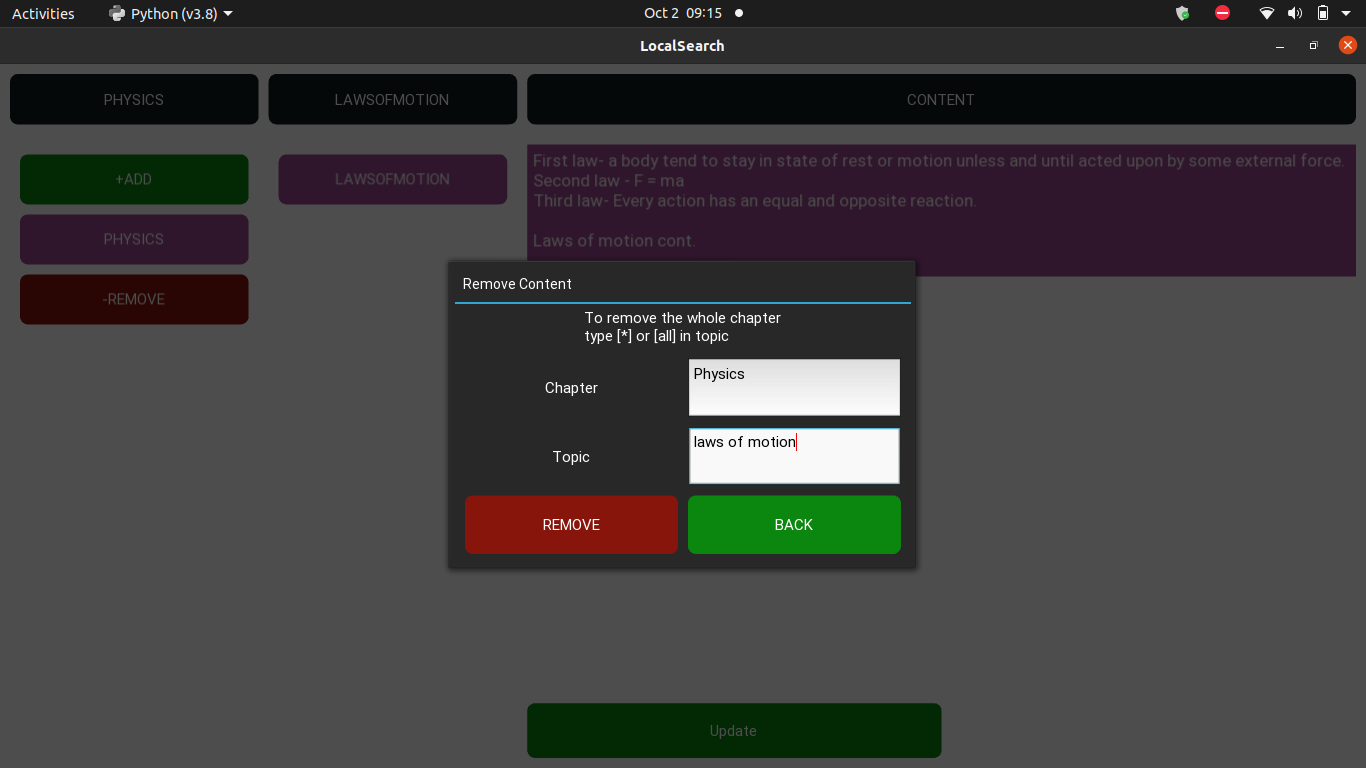 Activities
Python (v3.8)
Oct 2 09:15
LocalSearch
PHYSICS
LAWSOFMOTION
CONTENT
+ADD
PHYSICS
-REMOVE
LAWSOFMOTION
First law- a body tend to stay in state of rest or motion unless and until acted upon by some external force.
Second law - F = ma
Third law- Every action has an equal and opposite reaction.
Laws of motion cont.
Remove Content
To remove the whole chapter
type [*] or [all] in topic
Chapter
Physics
Topic
laws of motion
REMOVE
BACK
Update